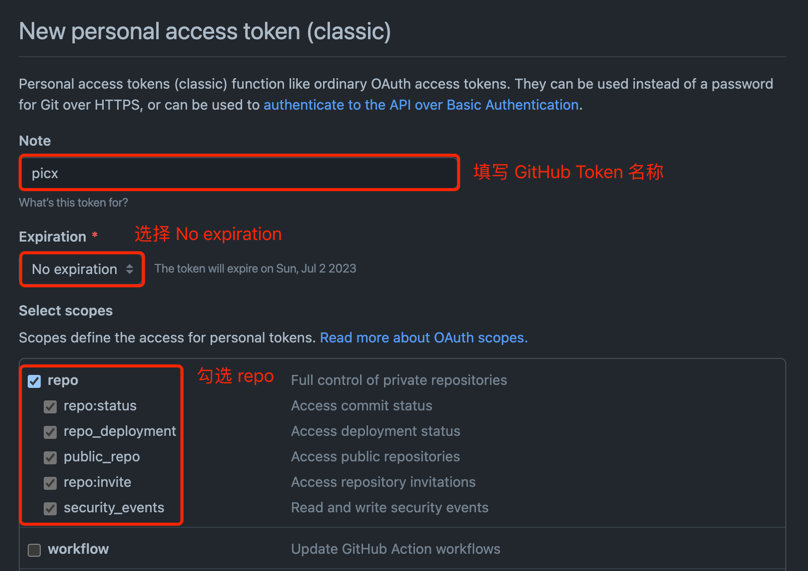 New personal access token (classic)
Personal access tokens (classic) function like ordinary OAuth access tokens. They can be used instead of a password
for Git over HTTPS, or can be used to authenticate to the API over Basic Authentication.
Note
picx
填写 GitHub Token 名称
What's this token for?
Expiration *
选择 No expiration
No expiration
The token will expire on Sun, Jul 2 2023
Select scopes
Scopes define the access for personal tokens. Read more about OAuth scopes.
repo
勾选 repo
Full control of private repositories
repo:status
Access commit status
repo_deployment
Access deployment status
public_repo
Access public repositories
repo:invite
Access repository invitations
security_events
Read and write security events
workflow
Update GitHub Action workflows